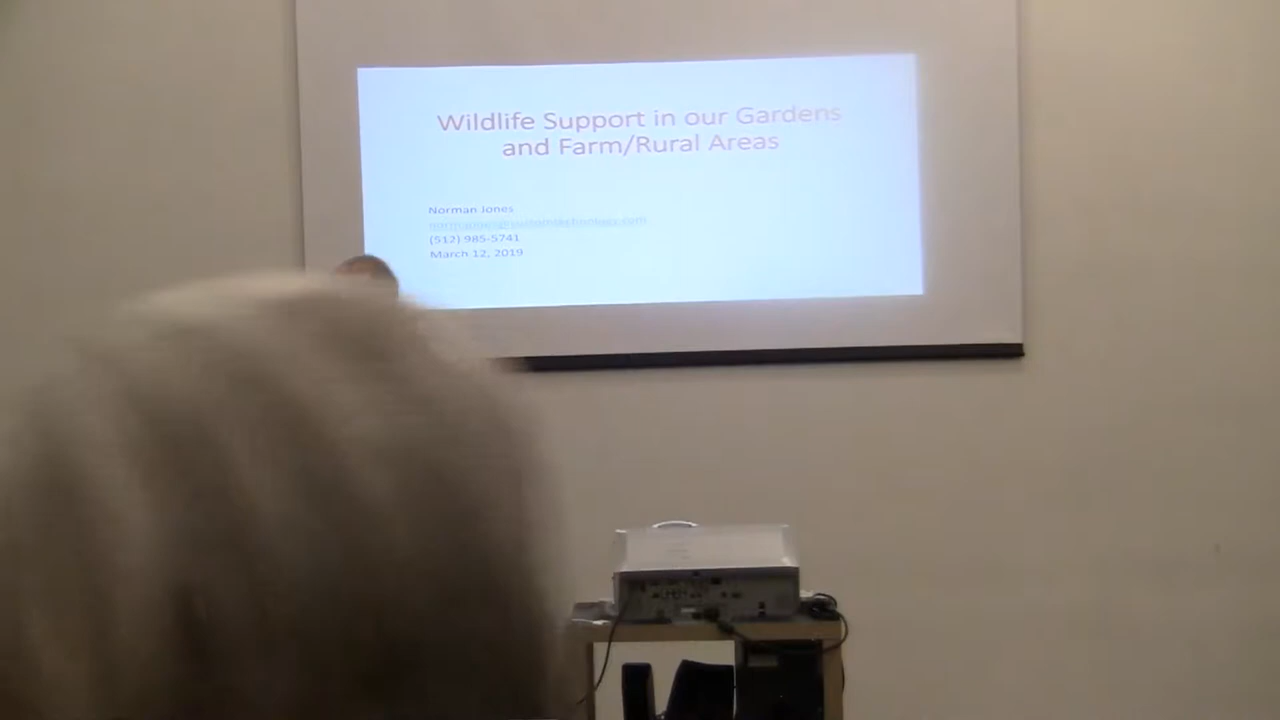 Wildlife Support in our Gardens
and Farm/Rural Areas
Norman Jones
(512) 985-5741
March 12, 2019